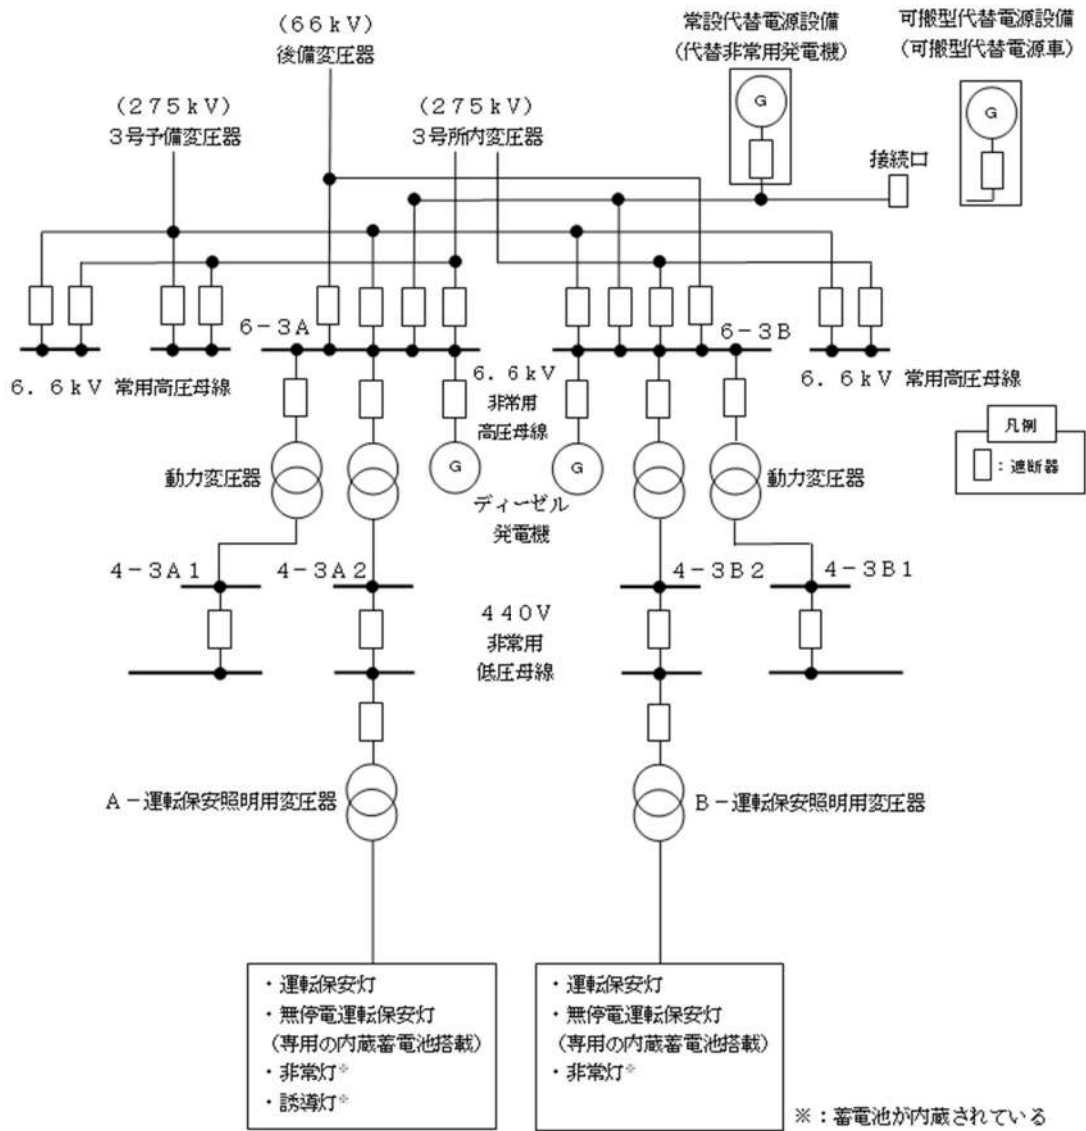 (66kV)
後備変圧器
常設代替電源設備
(代替非常用発電機)
可搬型代替電源設備
(可搬型代替電源車)
G
G
(275kV)
3号予備変圧器
(275kV)
3号所内変圧器
接続口
6-3A
6-3B
6.6kV 常用高圧母線
6.6kV
非常用
高圧母線
6.6kV 常用高圧母線
凡例
:遮断器
動力変圧器
G
G
動力変圧器
ディーゼル
発電機
4-3A1
4-3A2
4-3B2
4-3B1
440V
非常用
低圧母線
A-運転保安照明用変圧器
B-運転保安照明用変圧器
・運転保安灯
・無停電運転保安灯
(専用の内蔵蓄電池搭載)
・非常灯※
・誘導灯※
・運転保安灯
・無停電運転保安灯
(専用の内蔵蓄電池搭載)
・非常灯※
※:蓄電池が内蔵されている